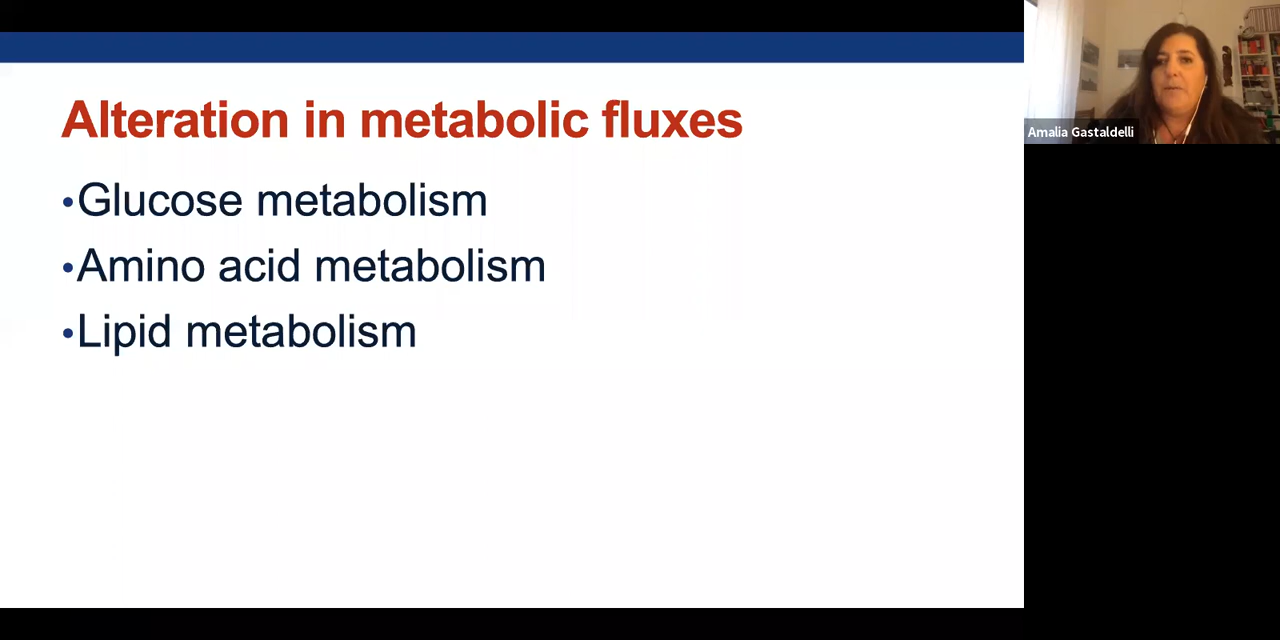 Alteration in metabolic fluxes
•Glucose metabolism
•Amino acid metabolism
•Lipid metabolism
Amalia Gastaldelli